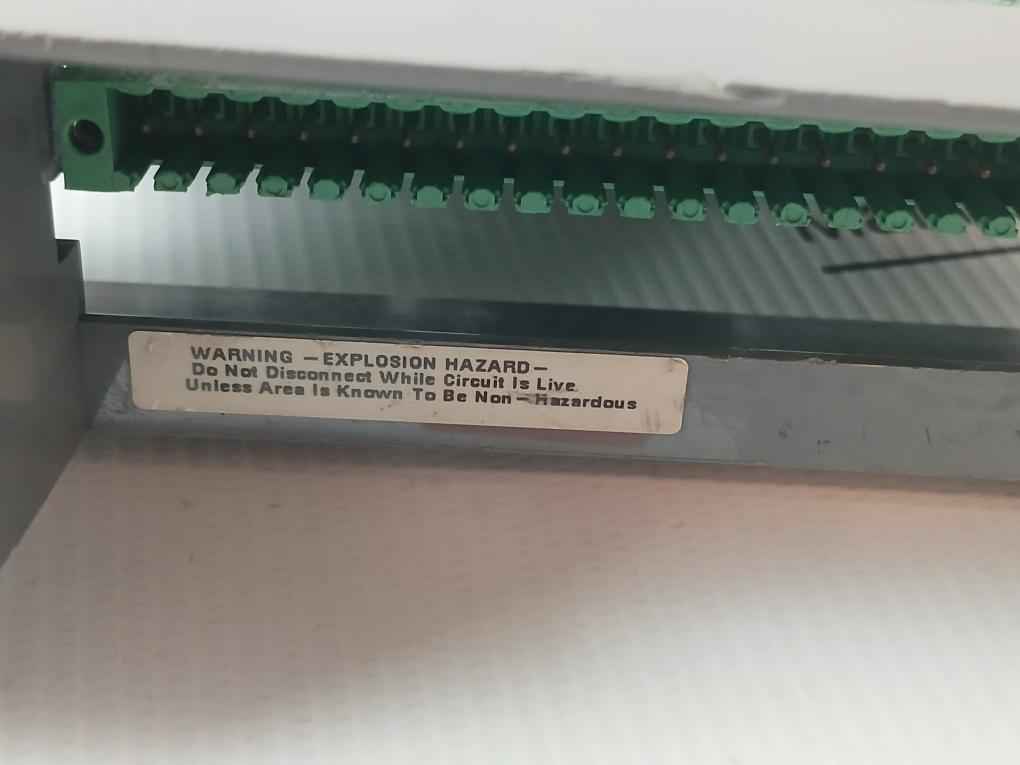 WARNING – EXPLOSION HAZARD –
Do Not Disconnect While Circuit Is Live
Unless Area Is Known To Be Non – Hazardous